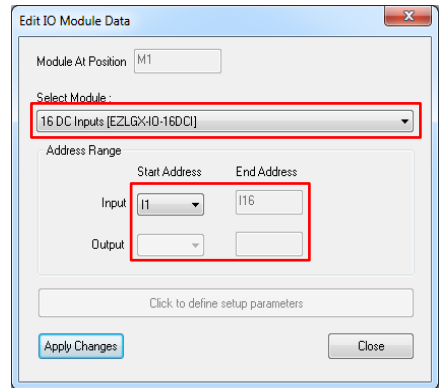 Edit IO Module Data
x
Module At Position M1
Select Module :
16 DC Inputs [EZLGX-IO-16DCI]
Address Range
Start Address End Address
Input I1 I16
Output
Click to define setup parameters
Apply Changes Close